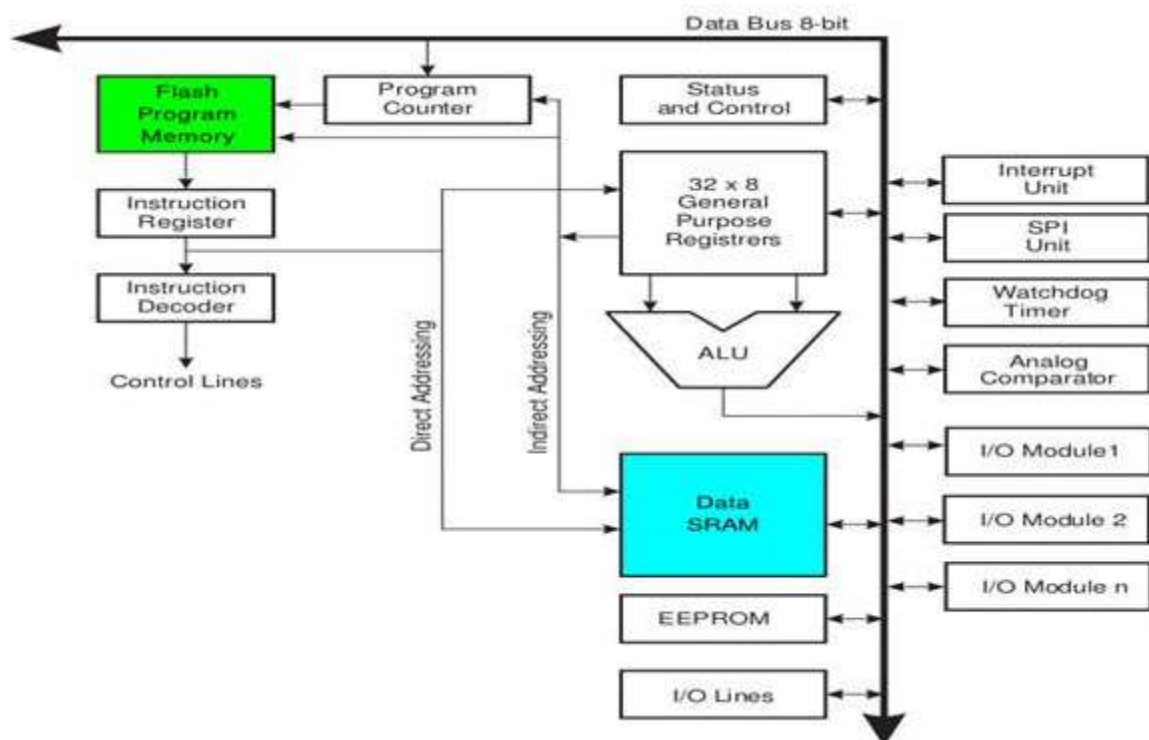 Data Bus 8-bit
Flash
Program
Memory
Program
Counter
Status
and Control
Interrupt
Unit
32 x 8
General
Purpose
Registrers
Instruction
Register
SPI
Unit
Instruction
Decoder
Watchdog
Timer
ALU
Control Lines
Direct Addressing
Indirect Addressing
Analog
Comparator
I/O Module1
Data
SRAM
I/O Module 2
I/O Module n
EEPROM
I/O Lines